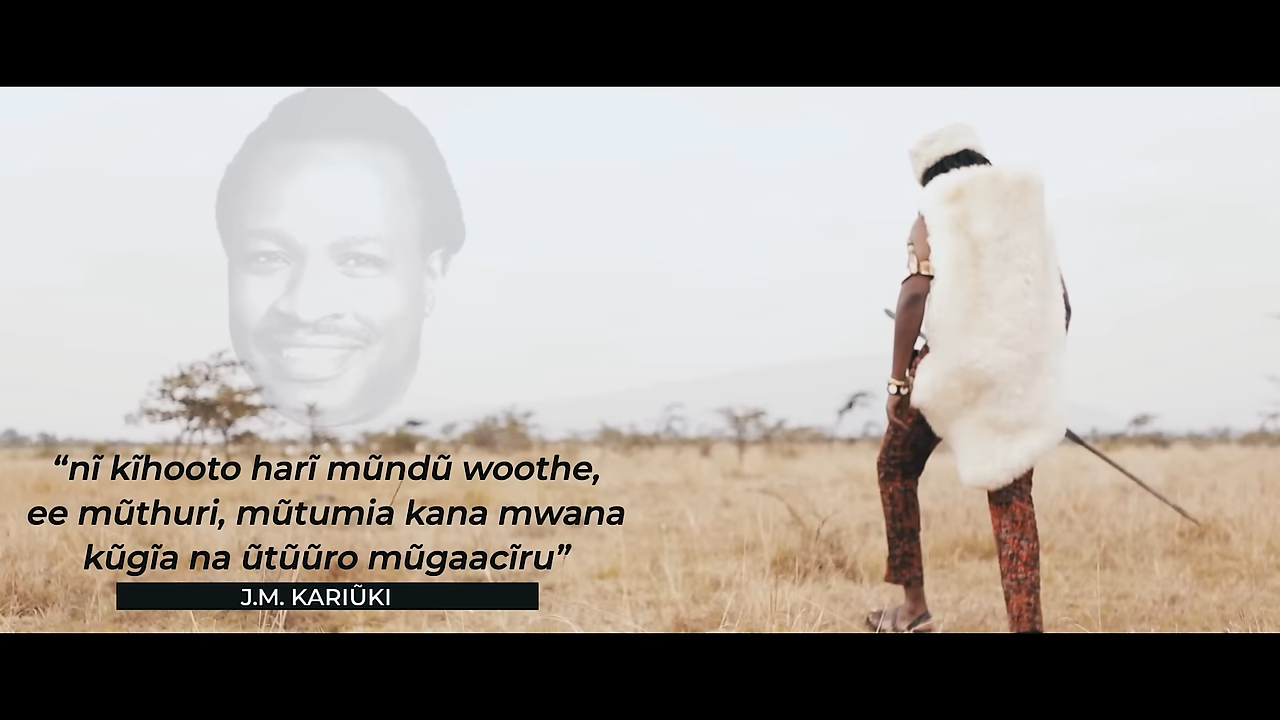 “nĩ kĩhooto harĩ mũndũ woothe,
ee mũthuri, mũtumia kana mwana
kũgĩa na ũtũũro mũgaacĩru”
J.M. KARIŨKI